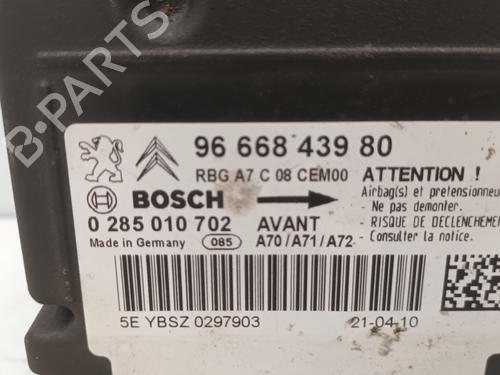 B-PARTS
96 668 439 80
RBG A7 C 08 CEM00
ATTENTION !
Airbag(s) et pretensionneu
- Ne pas demonter.
- RISQUE DE DECLENCHEM
- Consulter la notice.
BOSCH
0 285 010 702
AVANT
Made in Germany
085
A70/A71/A72
5E YBSZ 0297903
21-04-10